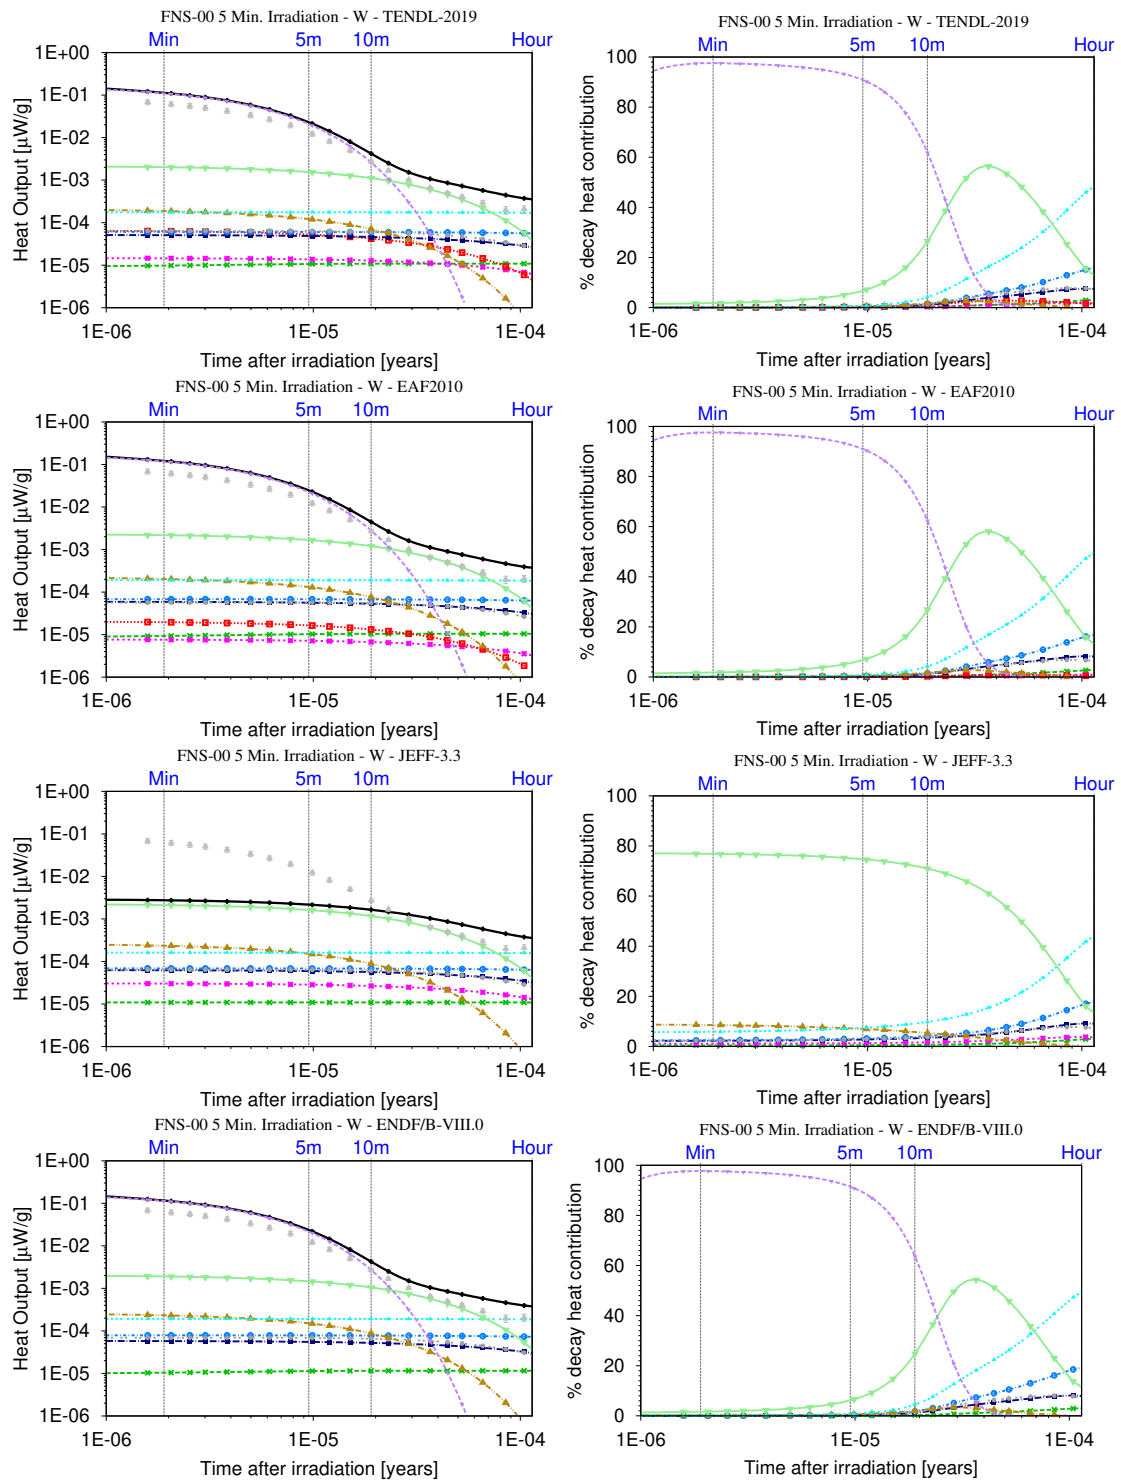 FNS-00 5 Min. Irradiation - W - TENDL-2019
Min 5m 10m Hour
1E+00
1E-01
1E-02
1E-03
1E-04
1E-05
1E-06
Heat Output [µW/g]
1E-06 1E-05 1E-04
Time after irradiation [years]
FNS-00 5 Min. Irradiation - W - TENDL-2019
Min 5m 10m Hour
100
80
60
40
20
0
% decay heat contribution
1E-06 1E-05 1E-04
Time after irradiation [years]
FNS-00 5 Min. Irradiation - W - EAF2010
Min 5m 10m Hour
1E+00
1E-01
1E-02
1E-03
1E-04
1E-05
1E-06
Heat Output [µW/g]
1E-06 1E-05 1E-04
Time after irradiation [years]
FNS-00 5 Min. Irradiation - W - EAF2010
Min 5m 10m Hour
100
80
60
40
20
0
% decay heat contribution
1E-06 1E-05 1E-04
Time after irradiation [years]
FNS-00 5 Min. Irradiation - W - JEFF-3.3
Min 5m 10m Hour
1E+00
1E-01
1E-02
1E-03
1E-04
1E-05
1E-06
Heat Output [µW/g]
1E-06 1E-05 1E-04
Time after irradiation [years]
FNS-00 5 Min. Irradiation - W - JEFF-3.3
Min 5m 10m Hour
100
80
60
40
20
0
% decay heat contribution
1E-06 1E-05 1E-04
Time after irradiation [years]
FNS-00 5 Min. Irradiation - W - ENDF/B-VIII.0
Min 5m 10m Hour
1E+00
1E-01
1E-02
1E-03
1E-04
1E-05
1E-06
Heat Output [µW/g]
1E-06 1E-05 1E-04
Time after irradiation [years]
FNS-00 5 Min. Irradiation - W - ENDF/B-VIII.0
Min 5m 10m Hour
100
80
60
40
20
0
% decay heat contribution
1E-06 1E-05 1E-04
Time after irradiation [years]